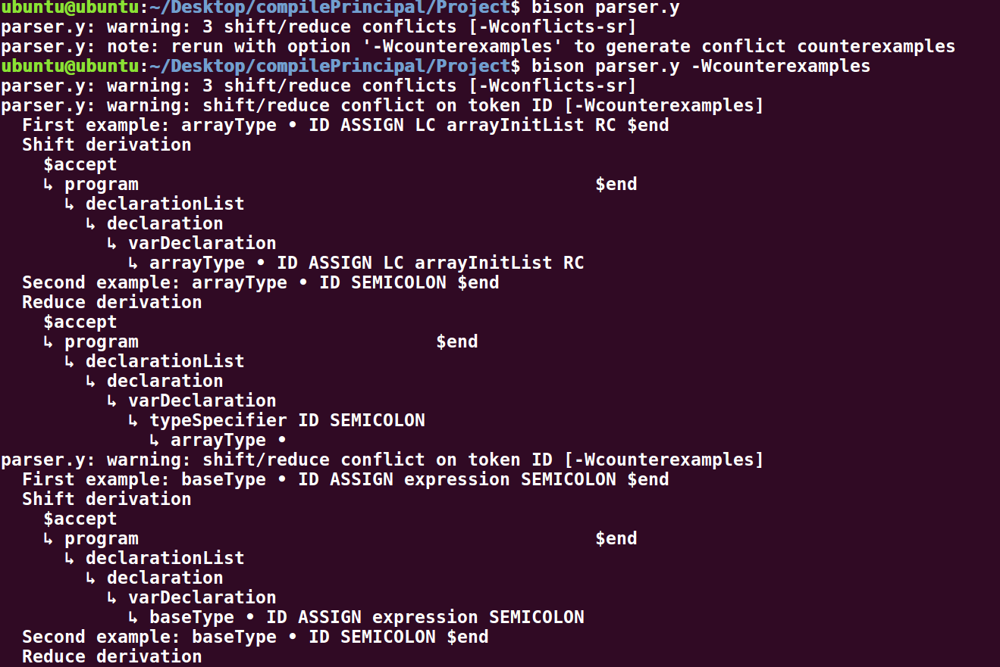 ubuntu@ubuntu:~/Desktop/compilePrincipal/Project$ bison parser.y
parser.y: warning: 3 shift/reduce conflicts [-Wconflicts-sr]
parser.y: note: rerun with option '-Wcounterexamples' to generate conflict counterexamples
ubuntu@ubuntu:~/Desktop/compilePrincipal/Project$ bison parser.y -Wcounterexamples
parser.y: warning: 3 shift/reduce conflicts [-Wconflicts-sr]
parser.y: warning: shift/reduce conflict on token ID [-Wcounterexamples]
  First example: arrayType • ID ASSIGN LC arrayInitList RC $end
  Shift derivation
    $accept
    ↳ program                                           $end
      ↳ declarationList
        ↳ declaration
          ↳ varDeclaration
            ↳ arrayType • ID ASSIGN LC arrayInitList RC
  Second example: arrayType • ID SEMICOLON $end
  Reduce derivation
    $accept
    ↳ program                            $end
      ↳ declarationList
        ↳ declaration
          ↳ varDeclaration
            ↳ typeSpecifier ID SEMICOLON
              ↳ arrayType •
parser.y: warning: shift/reduce conflict on token ID [-Wcounterexamples]
  First example: baseType • ID ASSIGN expression SEMICOLON $end
  Shift derivation
    $accept
    ↳ program                                           $end
      ↳ declarationList
        ↳ declaration
          ↳ varDeclaration
            ↳ baseType • ID ASSIGN expression SEMICOLON
  Second example: baseType • ID SEMICOLON $end
  Reduce derivation